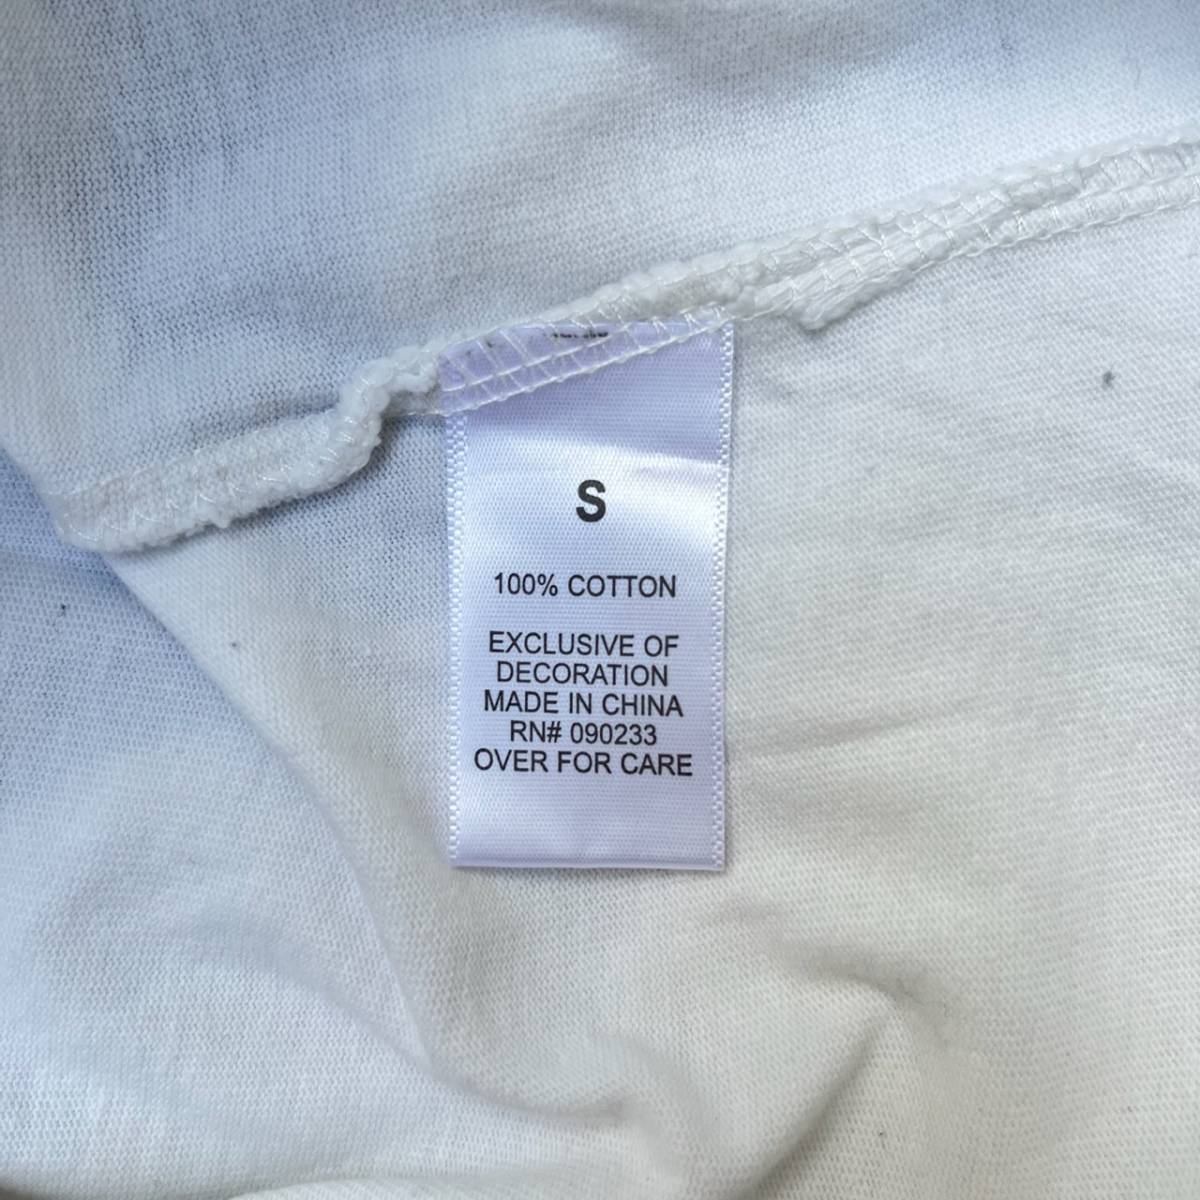 S
100% COTTON
EXCLUSIVE OF
DECORATION
MADE IN CHINA
RN# 090233
OVER FOR CARE